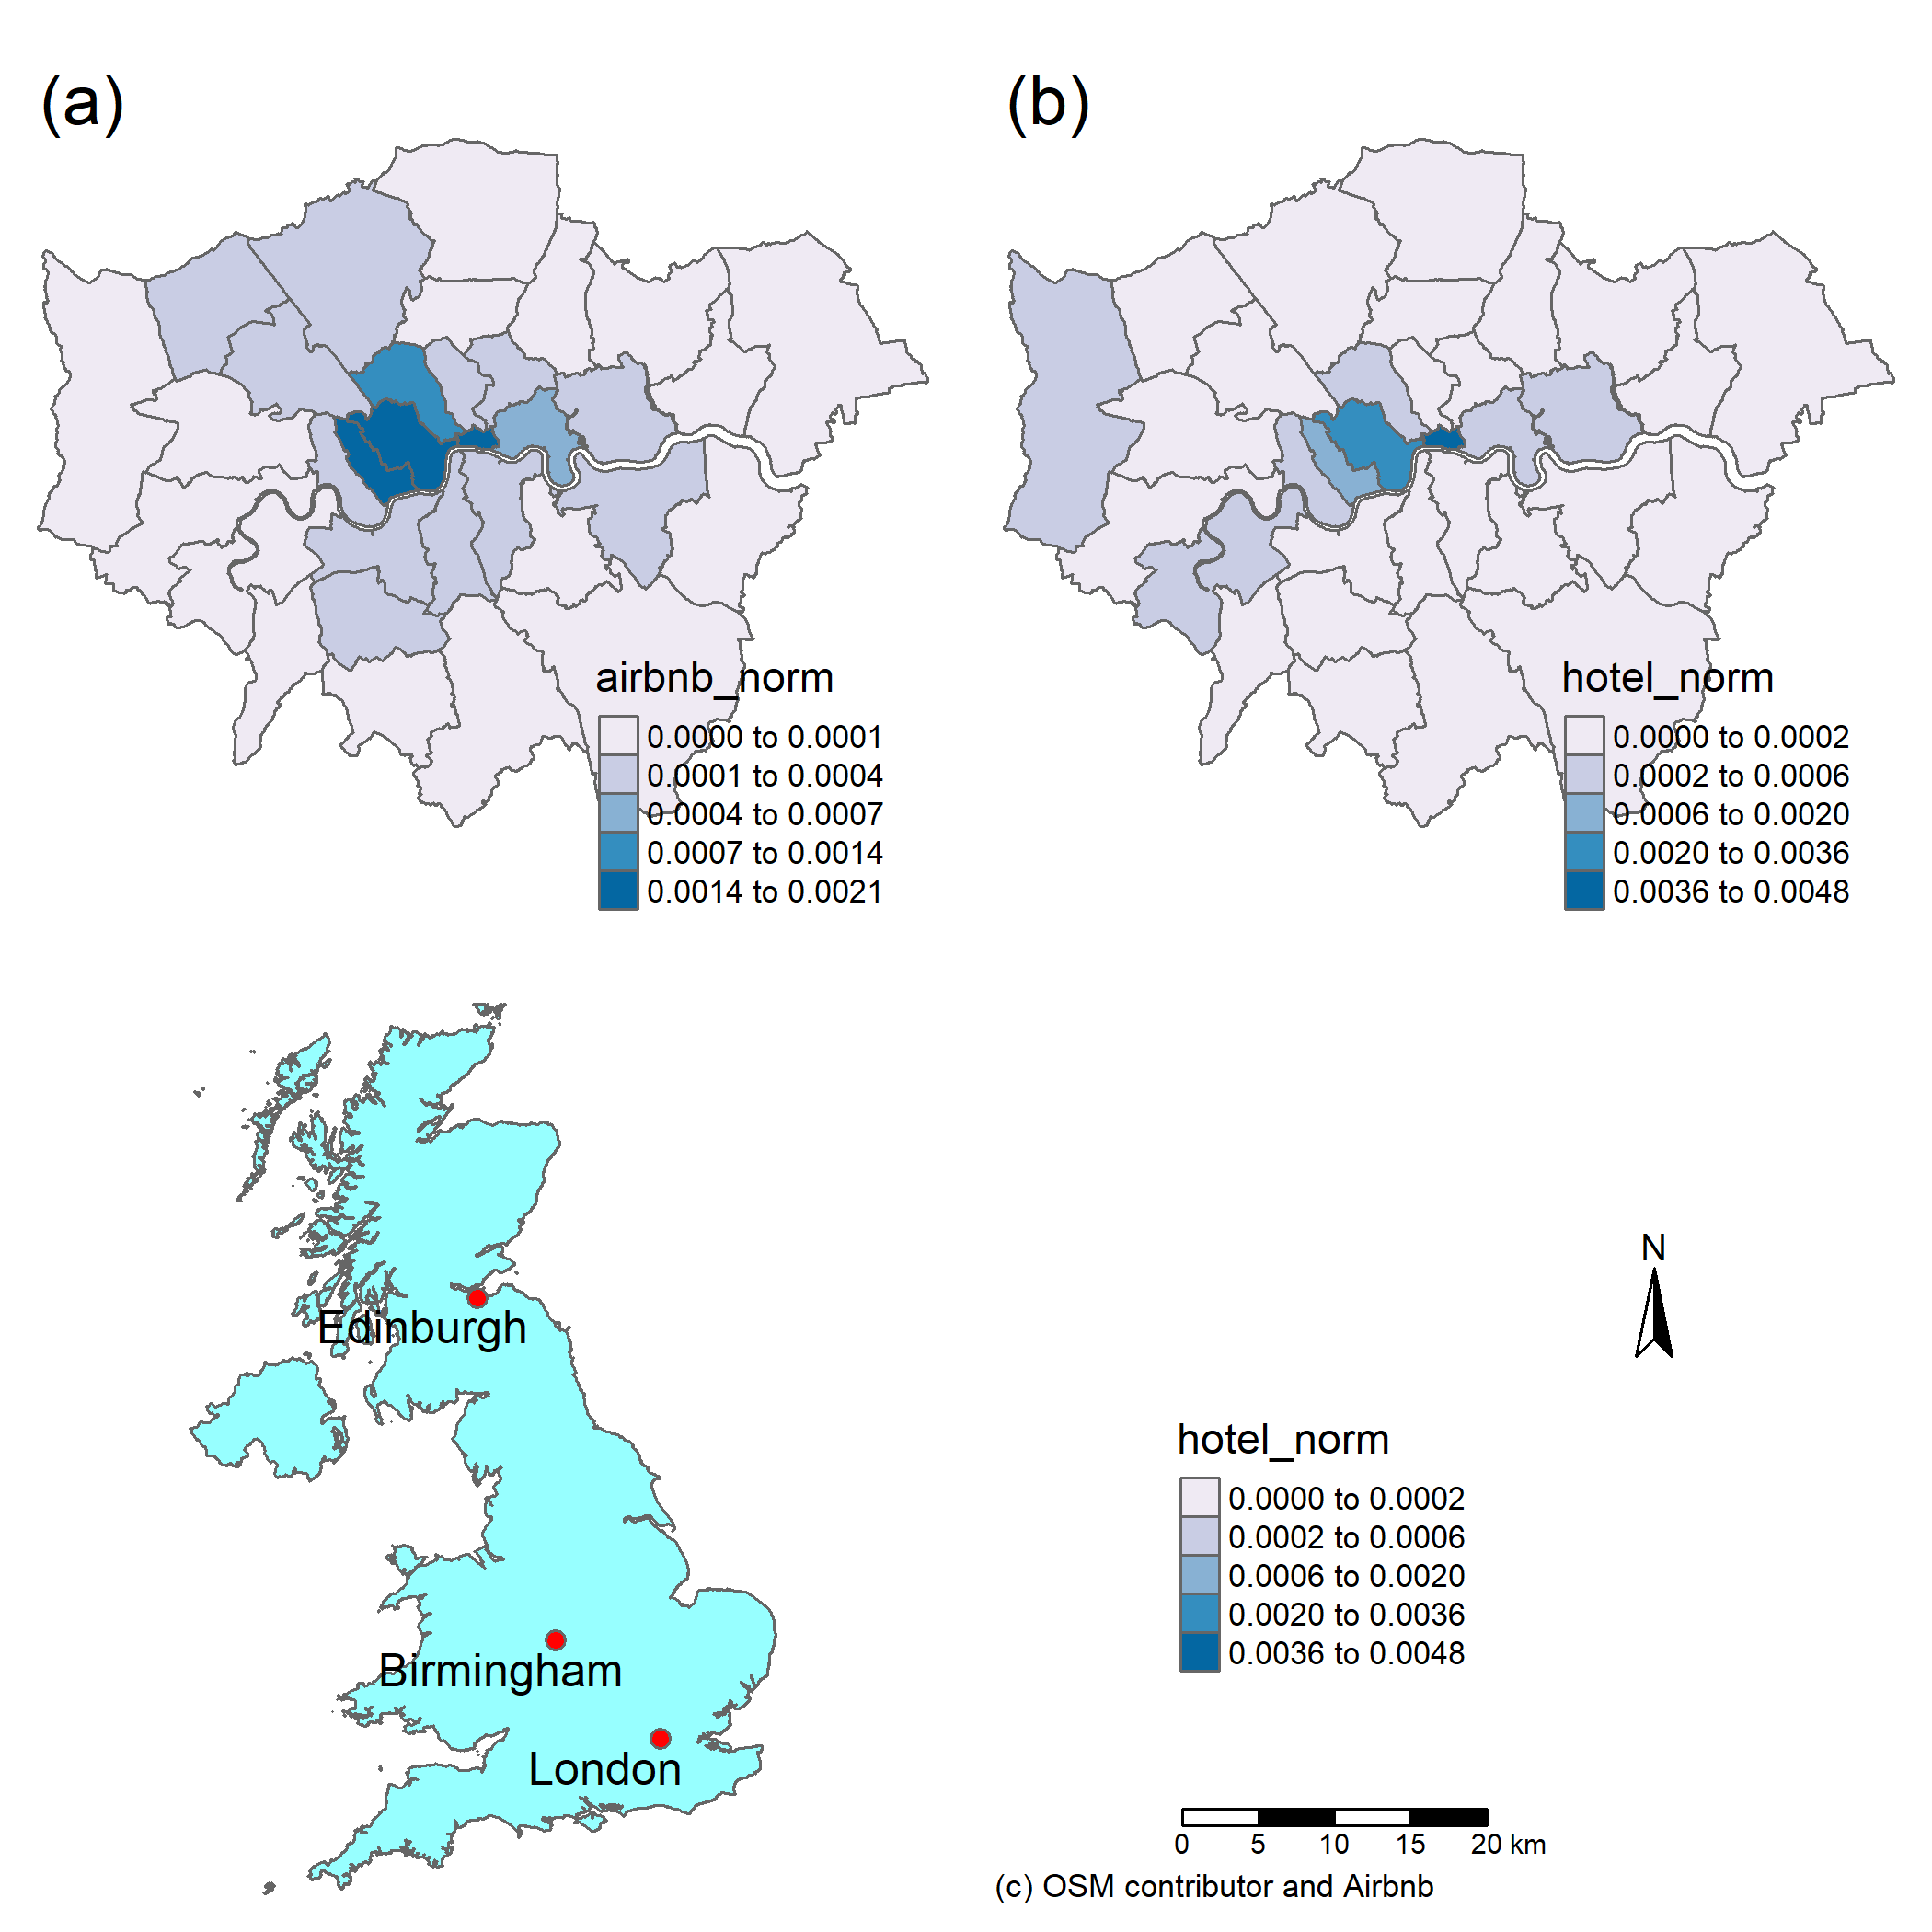 (a)
(b)
airbnb_norm
0.0000 to 0.0001
0.0001 to 0.0004
0.0004 to 0.0007
0.0007 to 0.0014
0.0014 to 0.0021
hotel_norm
0.0000 to 0.0002
0.0002 to 0.0006
0.0006 to 0.0020
0.0020 to 0.0036
0.0036 to 0.0048
Edinburgh
Birmingham
London
N
hotel_norm
0.0000 to 0.0002
0.0002 to 0.0006
0.0006 to 0.0020
0.0020 to 0.0036
0.0036 to 0.0048
0 5 10 15 20 km
(c) OSM contributor and Airbnb